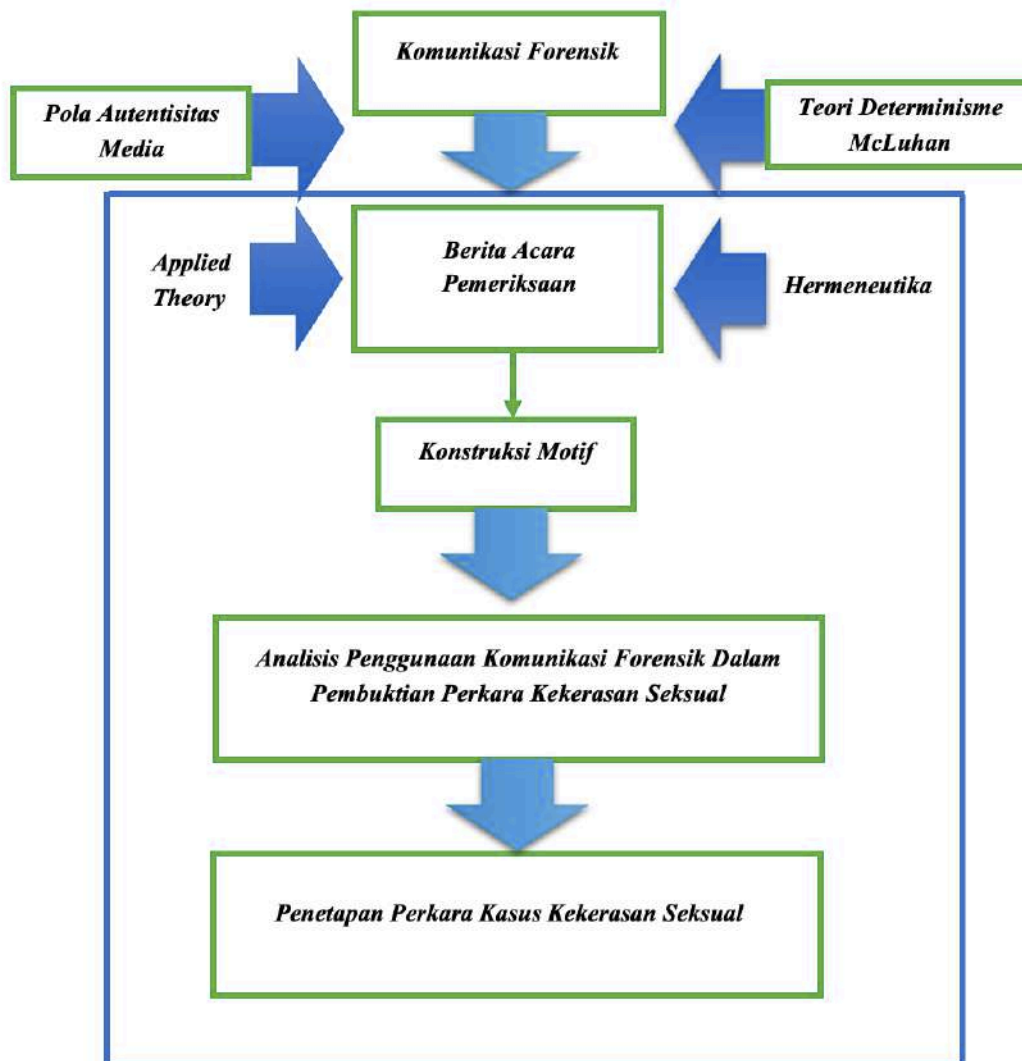 Komunikasi Forensik
Pola Autentisitas
Media
Teori Determinisme
McLuhan
Berita Acara
Pemeriksaan
Applied
Theory
Hermeneutika
Konstruksi Motif
Analisis Penggunaan Komunikasi Forensik Dalam
Pembuktian Perkara Kekerasan Seksual
Penetapan Perkara Kasus Kekerasan Seksual